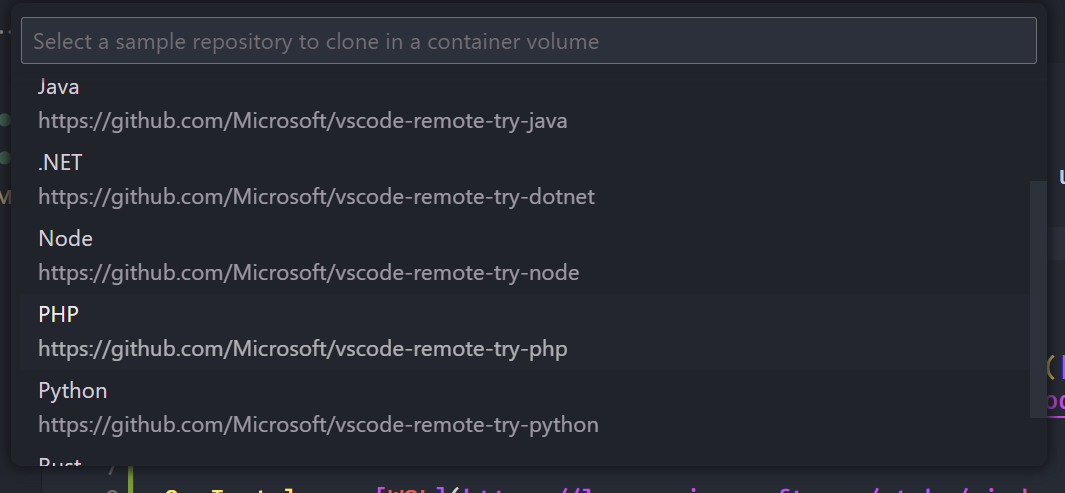 Select a sample repository to clone in a container volume
Java
https://github.com/Microsoft/vscode-remote-try-java
.NET
https://github.com/Microsoft/vscode-remote-try-dotnet
Node
https://github.com/Microsoft/vscode-remote-try-node
PHP
https://github.com/Microsoft/vscode-remote-try-php
Python
https://github.com/Microsoft/vscode-remote-try-python
Rust